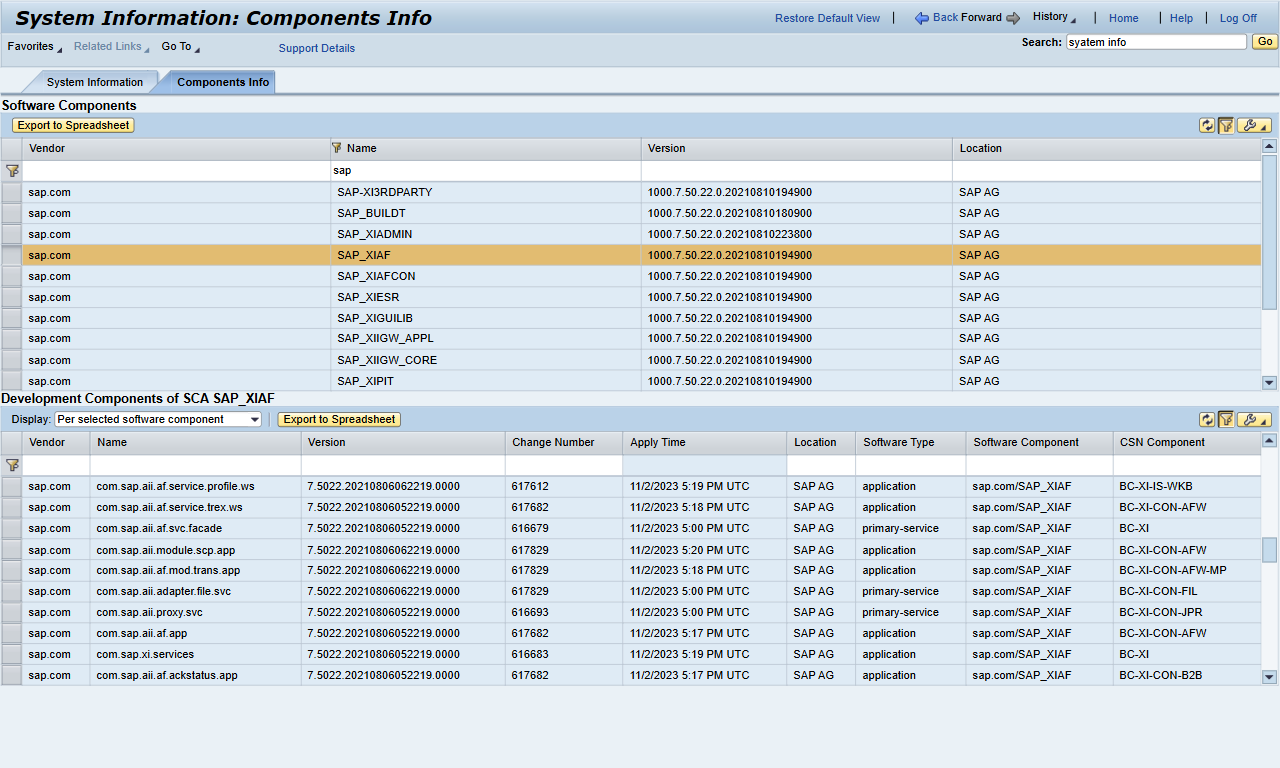 System Information: Components Info
Restore Default View | Back Forward History | Home | Help | Log Off
Favorites Related Links Go To Support Details
Search: syatem info Go
System Information Components Info
Software Components
Export to Spreadsheet
Vendor Name Version Location
sap
sap.com SAP-XI3RDPARTY 1000.7.50.22.0.20210810194900 SAP AG
sap.com SAP_BUILDT 1000.7.50.22.0.20210810180900 SAP AG
sap.com SAP_XIADMIN 1000.7.50.22.0.20210810223800 SAP AG
sap.com SAP_XIAF 1000.7.50.22.0.20210810194900 SAP AG
sap.com SAP_XIAFCON 1000.7.50.22.0.20210810194900 SAP AG
sap.com SAP_XIESR 1000.7.50.22.0.20210810194900 SAP AG
sap.com SAP_XIGUILIB 1000.7.50.22.0.20210810194900 SAP AG
sap.com SAP_XIIGW_APPL 1000.7.50.22.0.20210810194900 SAP AG
sap.com SAP_XIIGW_CORE 1000.7.50.22.0.20210810194900 SAP AG
sap.com SAP_XIPIT 1000.7.50.22.0.20210810194900 SAP AG
Development Components of SCA SAP_XIAF
Display: Per selected software component Export to Spreadsheet
Vendor Name Version Change Number Apply Time Location Software Type Software Component CSN Component
sap.com com.sap.aii.af.service.profile.ws 7.5022.20210806062219.0000 617612 11/2/2023 5:19 PM UTC SAP AG application sap.com/SAP_XIAF BC-XI-IS-WKB
sap.com com.sap.aii.af.service.trex.ws 7.5022.20210806062219.0000 617682 11/2/2023 5:18 PM UTC SAP AG application sap.com/SAP_XIAF BC-XI-CON-AFW
sap.com com.sap.aii.af.svc.facade 7.5022.20210806062219.0000 616679 11/2/2023 5:00 PM UTC SAP AG primary-service sap.com/SAP_XIAF BC-XI
sap.com com.sap.aii.module.scp.app 7.5022.20210806062219.0000 617829 11/2/2023 5:20 PM UTC SAP AG application sap.com/SAP_XIAF BC-XI-CON-AFW
sap.com com.sap.aii.af.mod.trans.app 7.5022.20210806062219.0000 617829 11/2/2023 5:18 PM UTC SAP AG application sap.com/SAP_XIAF BC-XI-CON-AFW-MP
sap.com com.sap.aii.adapter.file.svc 7.5022.20210806052219.0000 617829 11/2/2023 5:00 PM UTC SAP AG primary-service sap.com/SAP_XIAF BC-XI-CON-FIL
sap.com com.sap.aii.proxy.svc 7.5022.20210806052219.0000 616693 11/2/2023 5:00 PM UTC SAP AG primary-service sap.com/SAP_XIAF BC-XI-CON-JPR
sap.com com.sap.aii.af.app 7.5022.20210806052219.0000 617682 11/2/2023 5:17 PM UTC SAP AG application sap.com/SAP_XIAF BC-XI-CON-AFW
sap.com com.sap.xi.services 7.5022.20210806052219.0000 616683 11/2/2023 5:19 PM UTC SAP AG application sap.com/SAP_XIAF BC-XI
sap.com com.sap.aii.af.ackstatus.app 7.5022.20210806052219.0000 617682 11/2/2023 5:17 PM UTC SAP AG application sap.com/SAP_XIAF BC-XI-CON-B2B